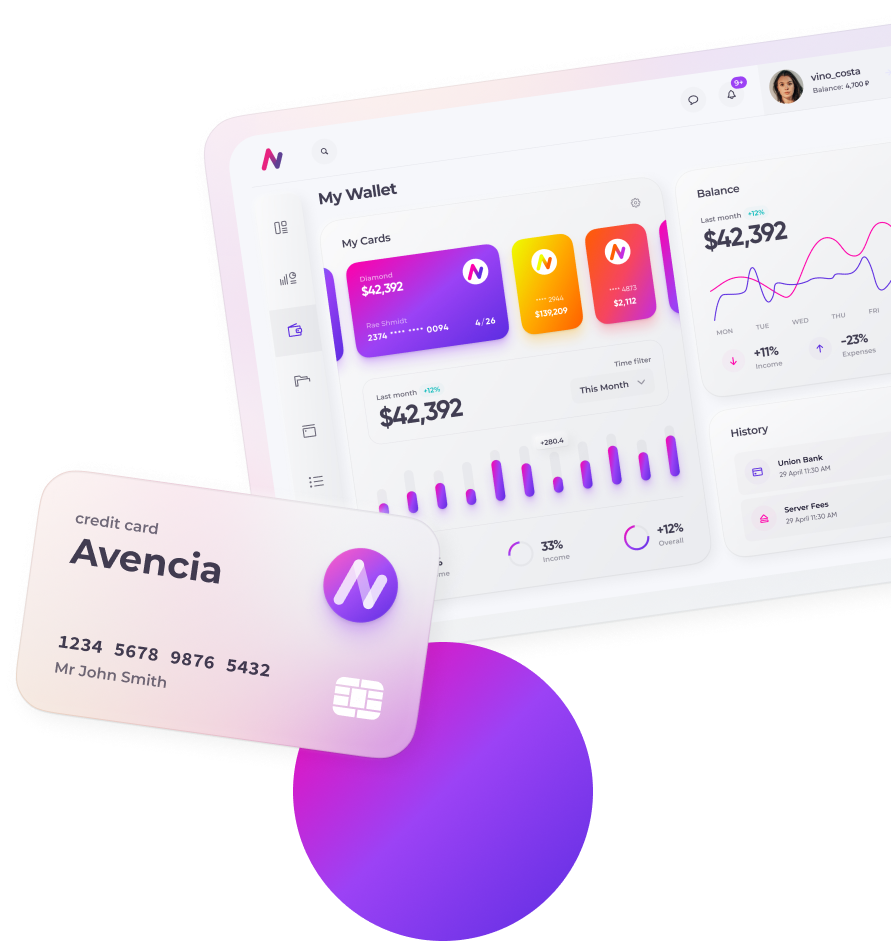 9+
vino_costa
Balance: 4,700 ₽
My Wallet
My Cards
Diamond
$42,392
Rae Shmidt
2374 **** **** 0094
4/26
**** 2944
$139,209
**** 4873
$2,112
Last month +12%
$42,392
Time filter
This Month
+280.4
33%
Income
+12%
Overall
Balance
Last month +12%
$42,392
MON TUE WED THU FRI
+11%
Income
-23%
Expenses
History
Union Bank
29 April 11:30 AM
Server Fees
29 April 11:30 AM
credit card
Avencia
1234 5678 9876 5432
Mr John Smith